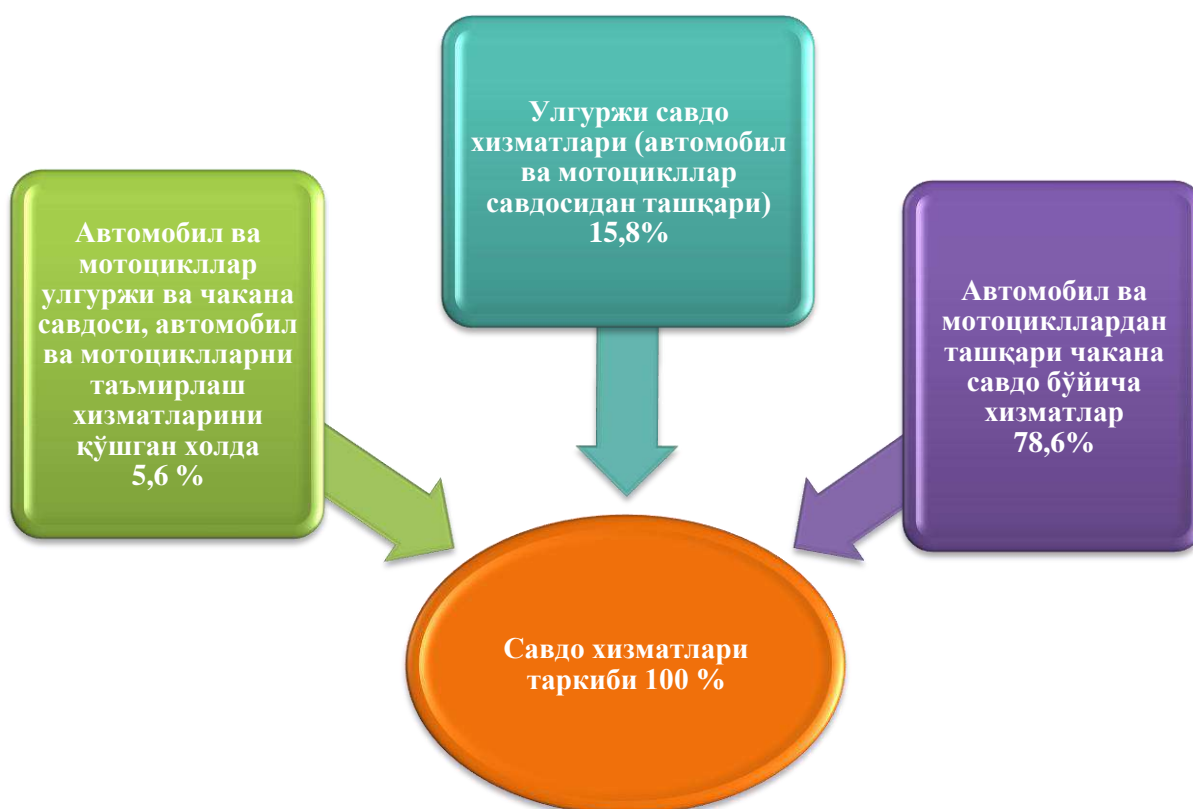 Улгуржи савдо
хизматлари (автомобил
ва мотоцикллар
савдосидан ташқари)
15,8%
Автомобил ва
мотоцикллар
улгуржи ва чакана
савдоси, автомобил
ва мотоциклларни
таъмирлаш
хизматларини
қўшган холда
5,6 %
Автомобил ва
мотоцикллардан
ташқари чакана
савдо бўйича
хизматлар
78,6%
Савдо хизматлари
таркиби 100 %